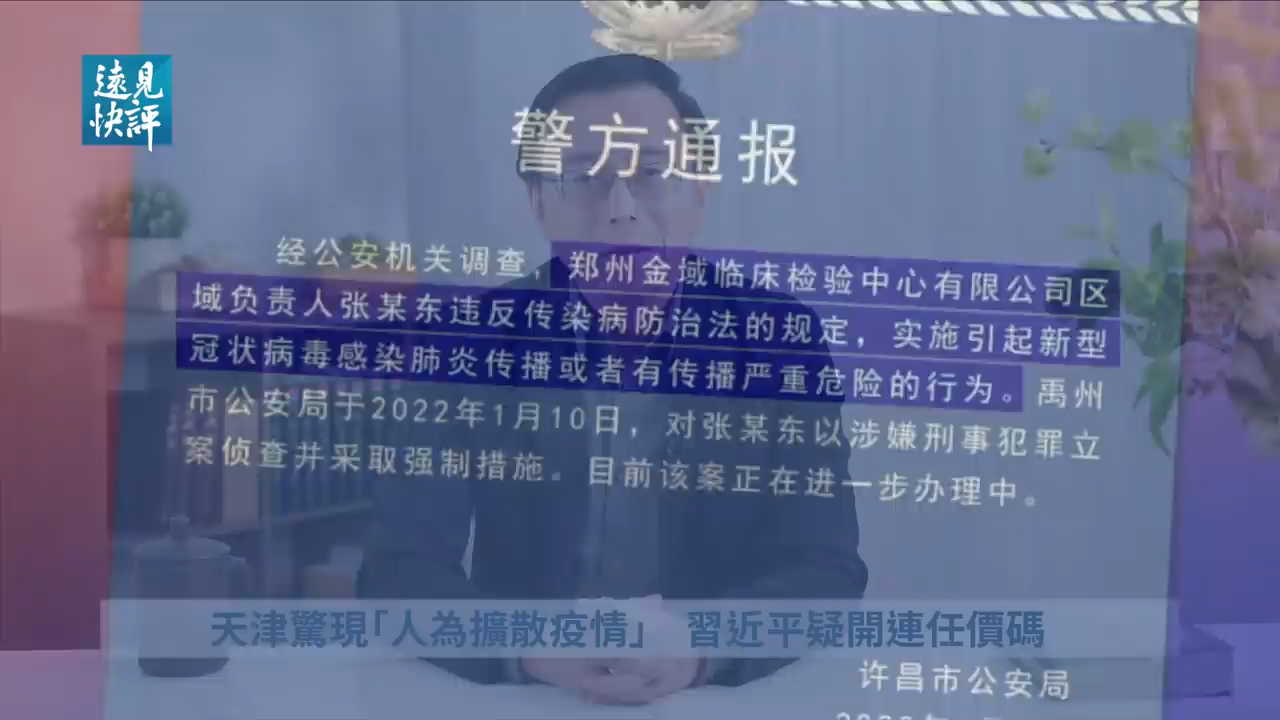 遠見
快評
警方通报
经公安机关调查，郑州金域临床检验中心有限公司区
域负责人张某东违反传染病防治法的规定，实施引起新型
冠状病毒感染肺炎传播或者有传播严重危险的行为。禹州
市公安局于2022年1月10日，对张某东以涉嫌刑事犯罪立
案侦查并采取强制措施。目前该案正在进一步办理中。
天津驚現「人為擴散疫情」 習近平疑開連任價碼
许昌市公安局